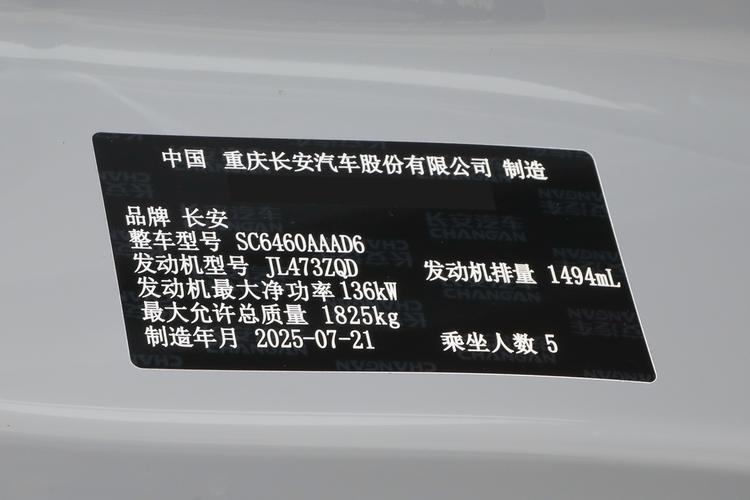 中国 重庆长安汽车股份有限公司 制造
品牌 长安
整车型号 SC6460AAAD6
发动机型号 JL473ZQD 发动机排量 1494mL
发动机最大净功率 136kW
最大允许总质量 1825kg
制造年月 2025-07-21 乘坐人数 5